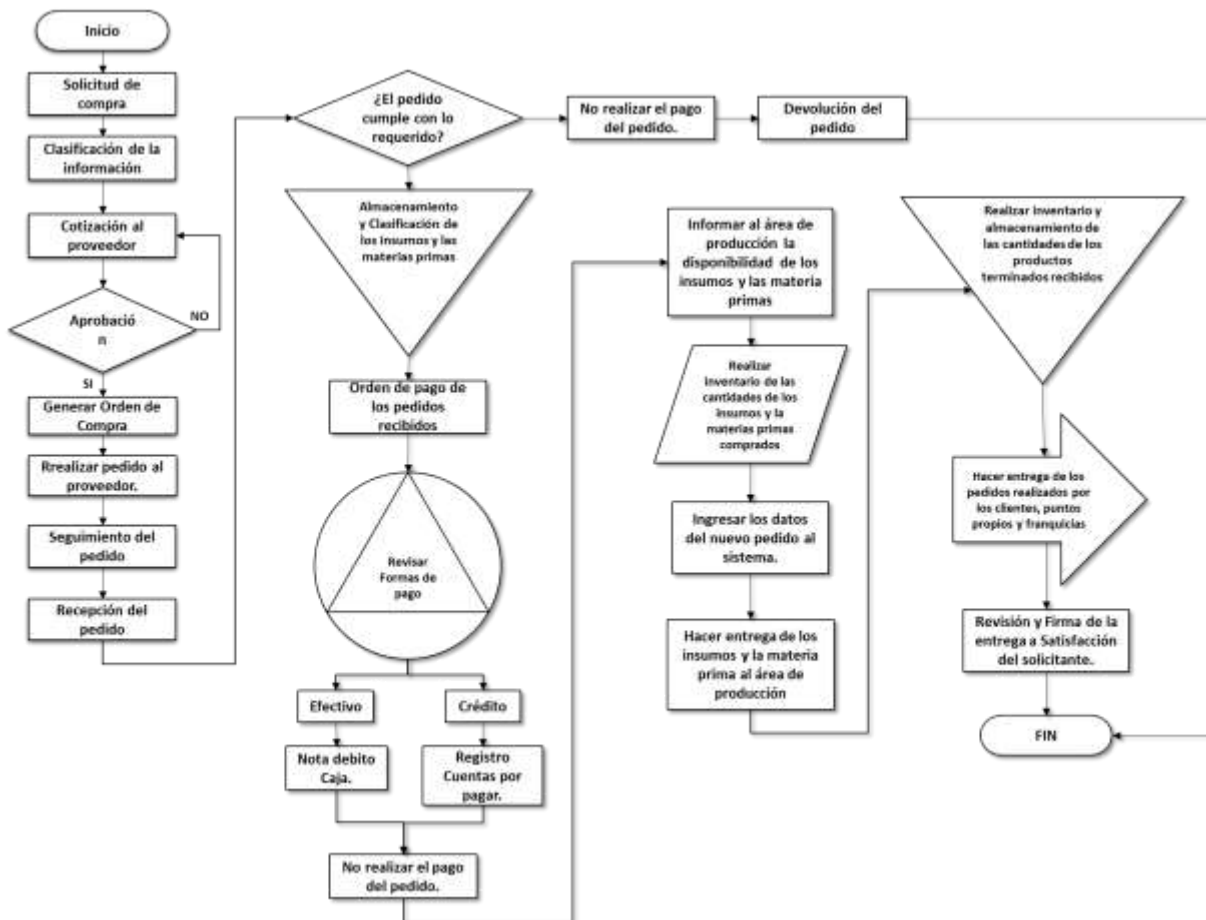 Inicio
Solicitud de
compra
Clasificación de la
información
Cotización al
proveedor
Aprobació
n
NO
SI
Generar Orden de
Compra
Rrealizar pedido al
proveedor.
Seguimiento del
pedido
Recepción del
pedido
¿El pedido
cumple con lo
requerido?
No realizar el pago
del pedido.
Devolución del
pedido
Almacenamiento
y Clasificación de
los insumos y las
materias primas
Orden de pago de
los pedidos
recibidos
Revisar
Formas de
pago
Efectivo
Crédito
Nota debito
Caja.
Registro
Cuentas por
pagar.
No realizar el pago
del pedido.
Informar al área de
producción la
disponibilidad de los
insumos y las materia
primas
Realizar
inventario de las
cantidades de los
insumos y la
materias primas
comprados
Ingresar los datos
del nuevo pedido al
sistema.
Hacer entrega de los
insumos y la materia
prima al área de
producción
Realizar inventario y
almacenamiento de
las cantidades de los
productos
terminados recibidos
Hacer entrega de los
pedidos realizados por
los clientes, puntos
propios y franquicias
Revisión y Firma de la
entrega a Satisfacción
del solicitante.
FIN